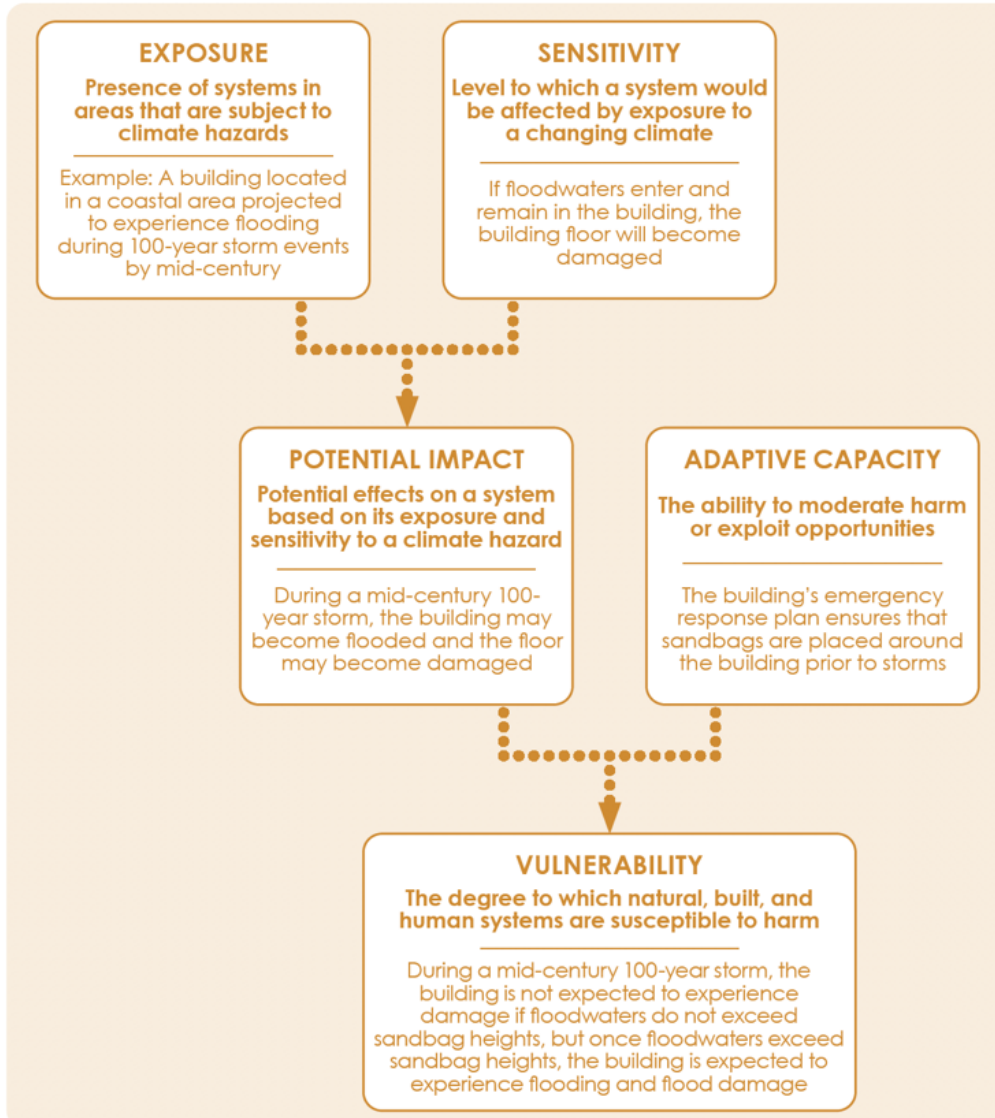 EXPOSURE
Presence of systems in
areas that are subject to
climate hazards
Example: A building located
in a coastal area projected
to experience flooding
during 100-year storm events
by mid-century
SENSITIVITY
Level to which a system would
be affected by exposure to
a changing climate
If floodwaters enter and
remain in the building, the
building floor will become
damaged
POTENTIAL IMPACT
Potential effects on a system
based on its exposure and
sensitivity to a climate hazard
During a mid-century 100-
year storm, the building may
become flooded and the floor
may become damaged
ADAPTIVE CAPACITY
The ability to moderate harm
or exploit opportunities
The building's emergency
response plan ensures that
sandbags are placed around
the building prior to storms
VULNERABILITY
The degree to which natural, built, and
human systems are susceptible to harm
During a mid-century 100-year storm, the
building is not expected to experience
damage if floodwaters do not exceed
sandbag heights, but once floodwaters exceed
sandbag heights, the building is expected to
experience flooding and flood damage